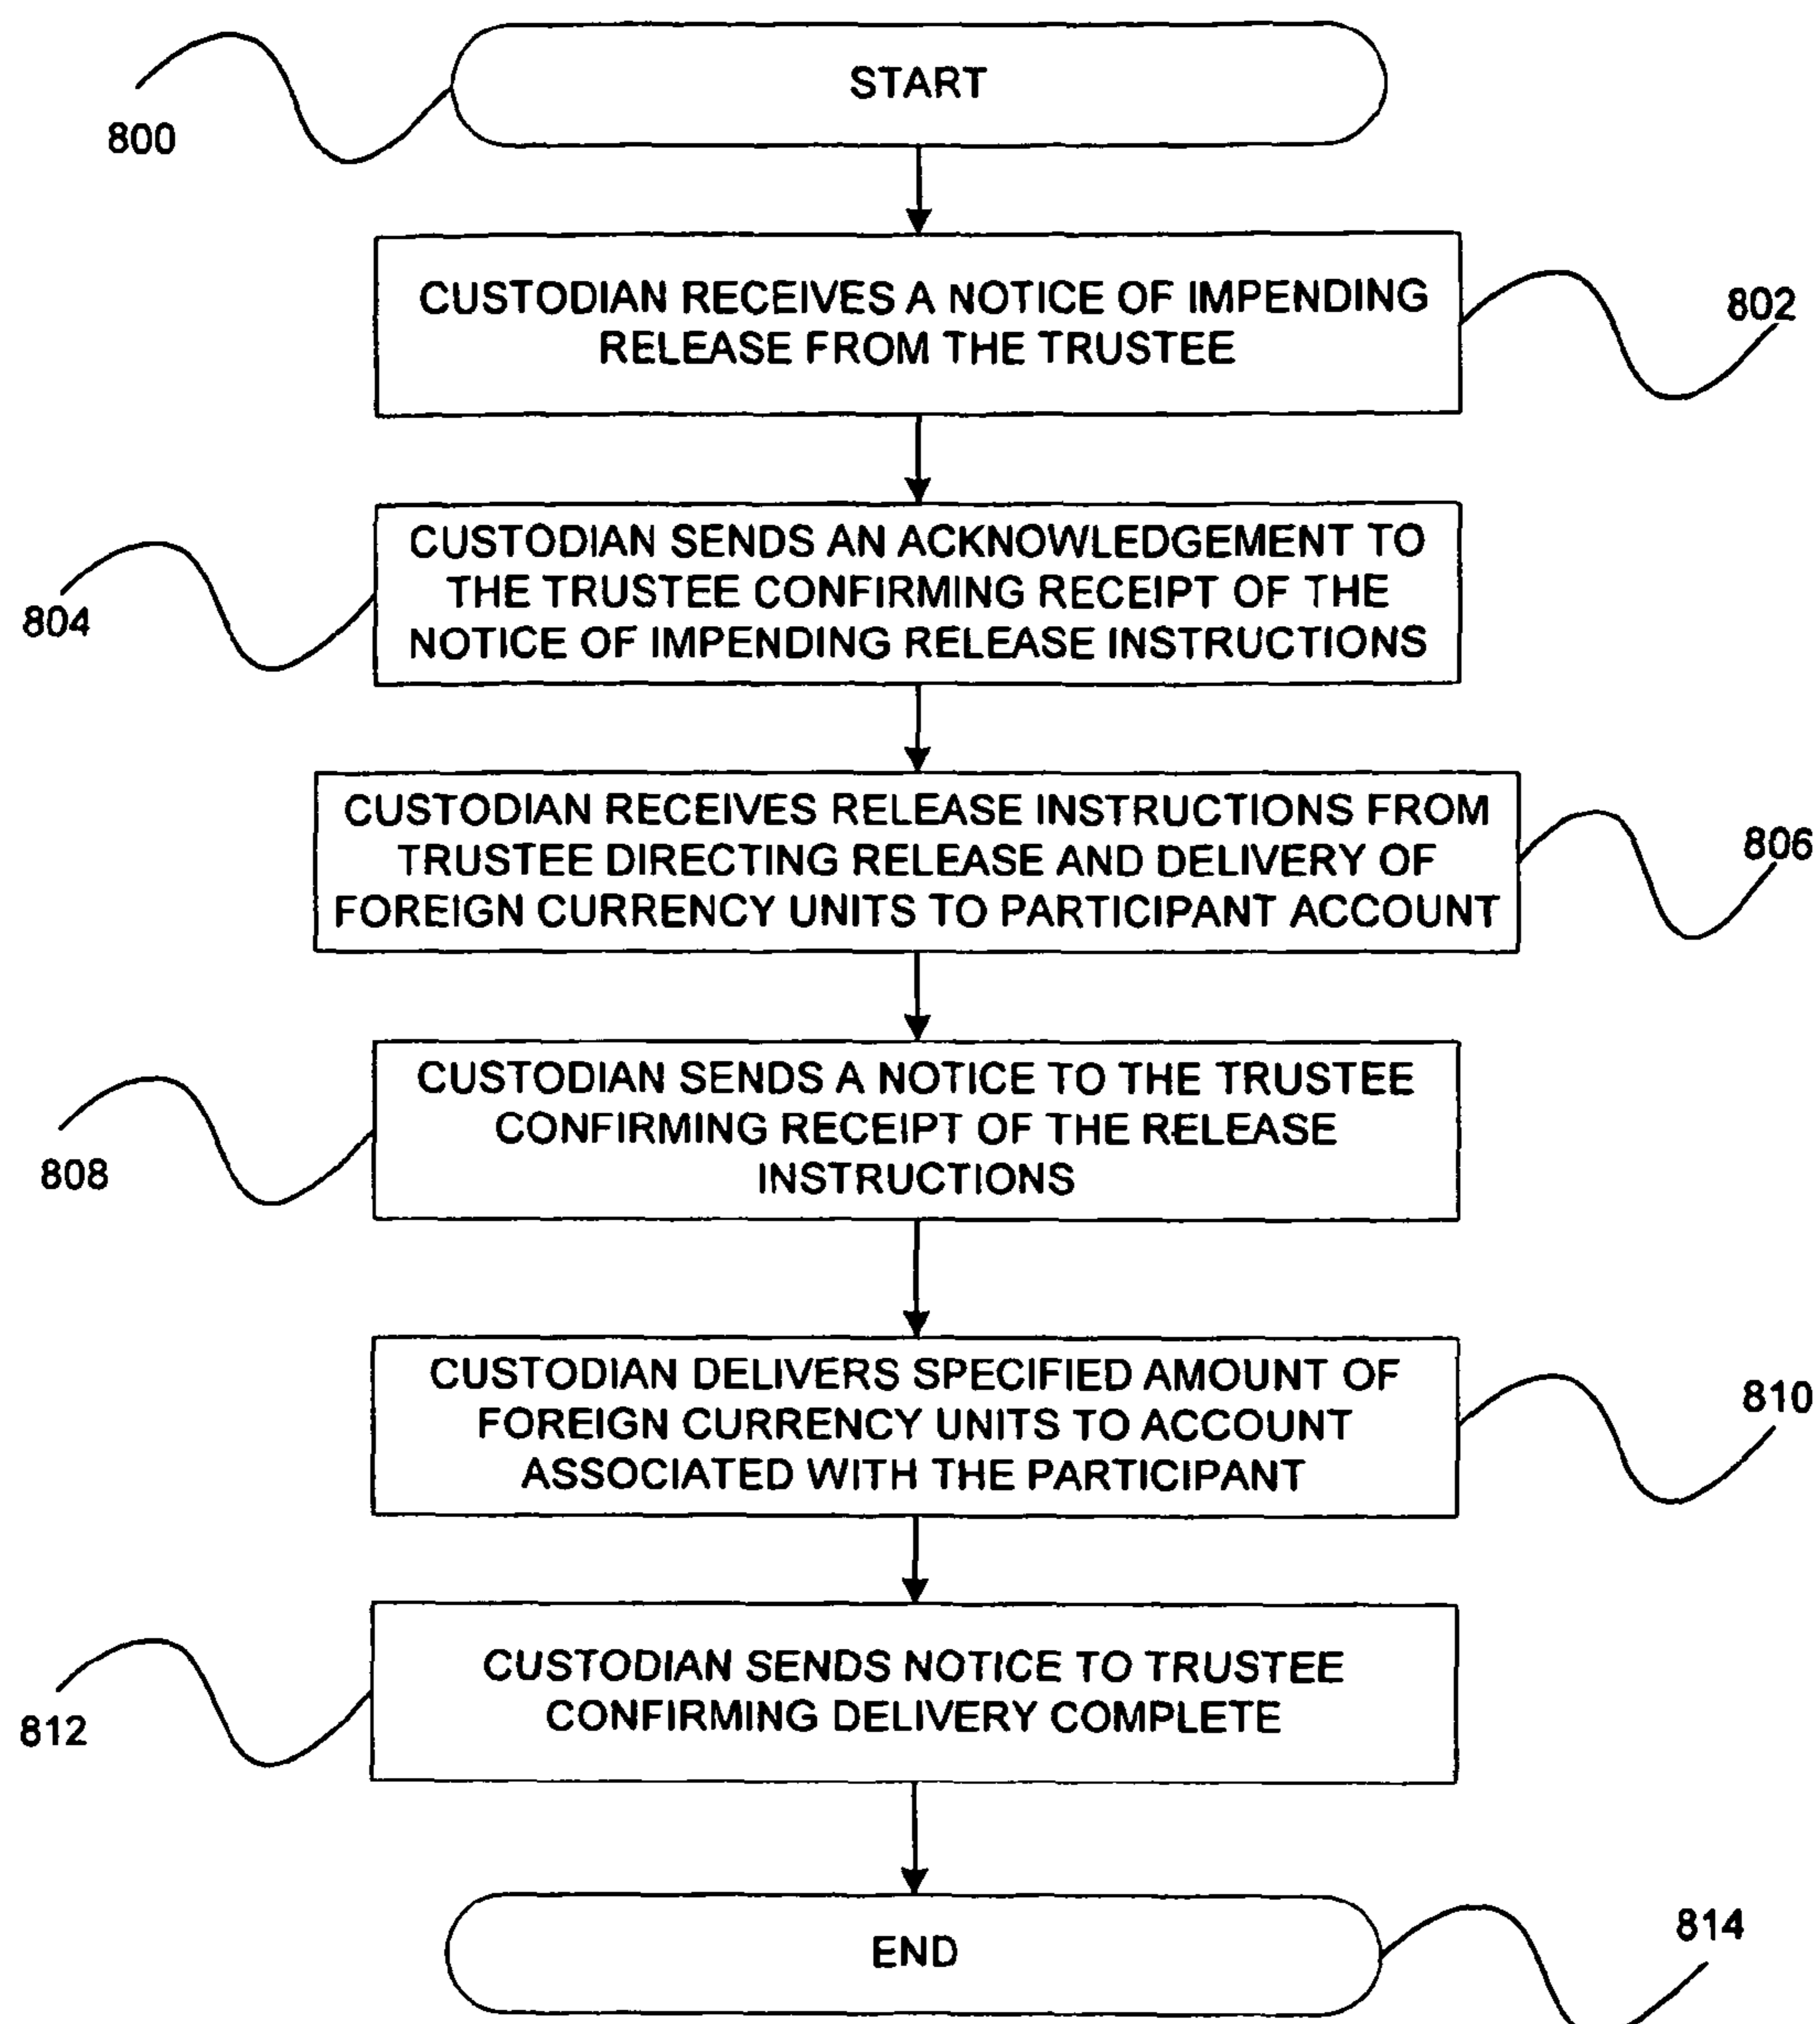 START
800
CUSTODIAN RECEIVES A NOTICE OF IMPENDING
RELEASE FROM THE TRUSTEE
802
CUSTODIAN SENDS AN ACKNOWLEDGEMENT TO
THE TRUSTEE CONFIRMING RECEIPT OF THE
NOTICE OF IMPENDING RELEASE INSTRUCTIONS
804
CUSTODIAN RECEIVES RELEASE INSTRUCTIONS FROM
TRUSTEE DIRECTING RELEASE AND DELIVERY OF
FOREIGN CURRENCY UNITS TO PARTICIPANT ACCOUNT
806
CUSTODIAN SENDS A NOTICE TO THE TRUSTEE
CONFIRMING RECEIPT OF THE RELEASE
INSTRUCTIONS
808
CUSTODIAN DELIVERS SPECIFIED AMOUNT OF
FOREIGN CURRENCY UNITS TO ACCOUNT
ASSOCIATED WITH THE PARTICIPANT
810
CUSTODIAN SENDS NOTICE TO TRUSTEE
CONFIRMING DELIVERY COMPLETE
812
END
814